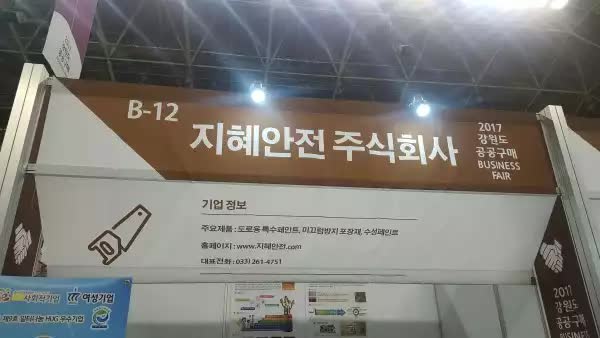 B-12
지혜안전 주식회사
2017
강원도
공공구매
BUSINESS
FAIR
기업 정보
주요제품 : 도로용 특수페인트, 미끄럼방지 포장재, 수성페인트
홈페이지 : www.지혜안전.com
대표전화 : 033) 261-4751
사회적기업
여성기업
2017
강원도
공공구매
BUSINESS